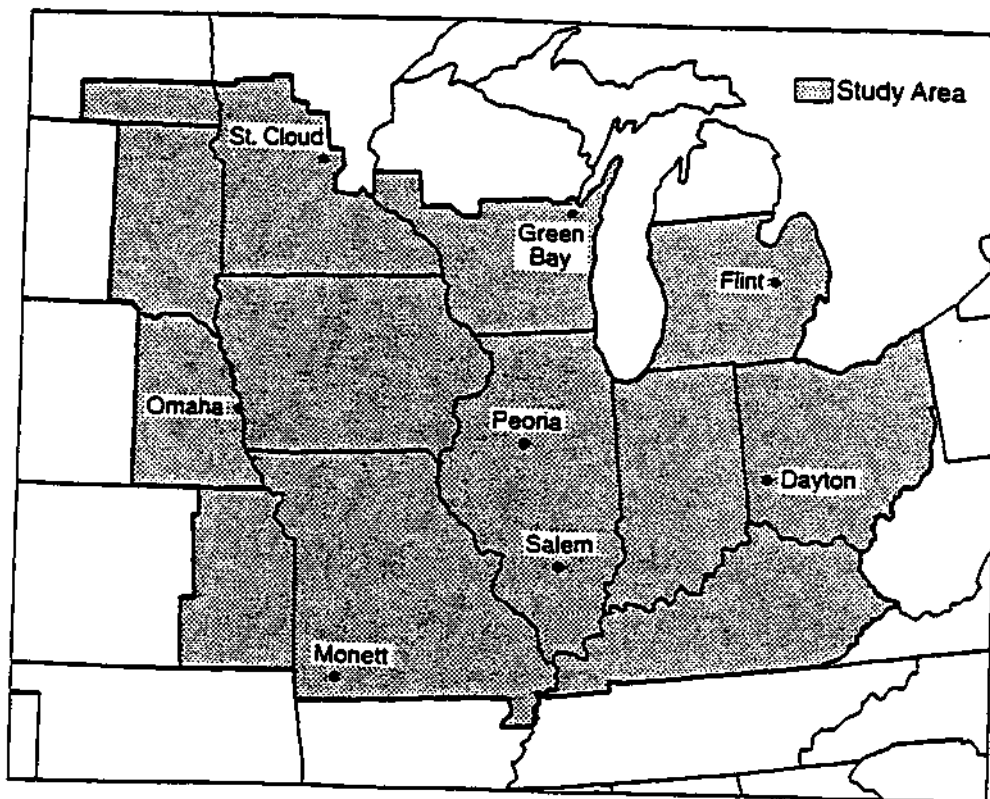 Study Area
St. Cloud
Green
Bay
Flint
Omaha
Peoria
Dayton
Salem
Monett